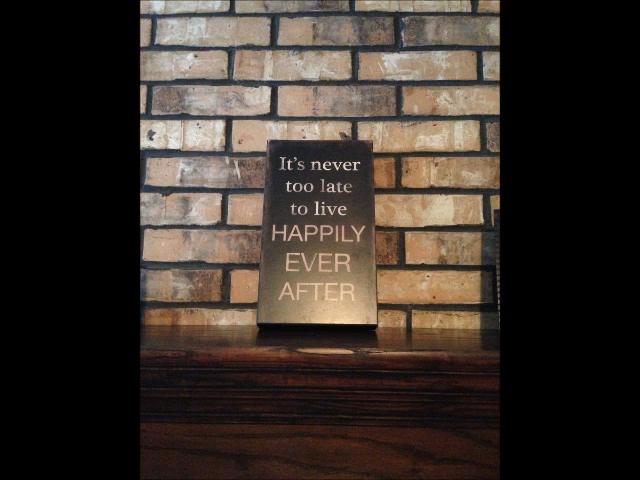 It's never
too late
to live
HAPPILY
EVER
AFTER